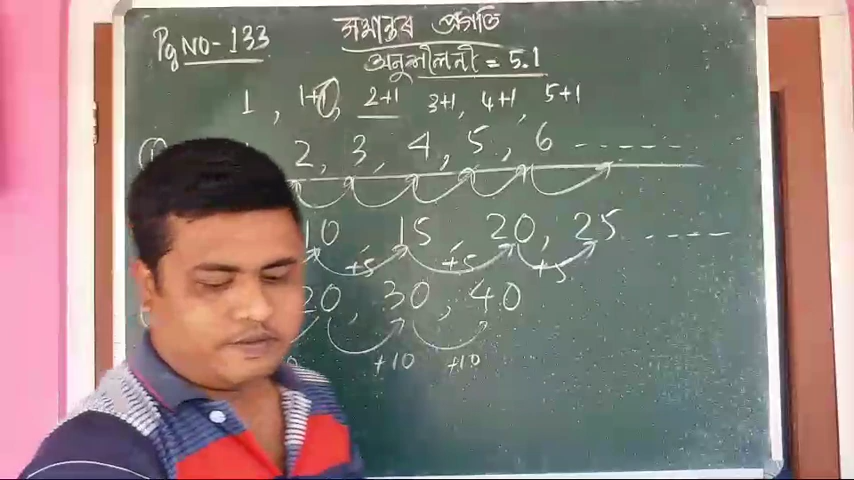 Pg NO - 133
সমান্তৰ প্ৰগতি
অনুশীলনী = 5.1
1, 1+1, 2+1, 3+1, 4+1, 5+1
2, 3, 4, 5, 6 - - - - - -
10, 15, 20, 25 - - - - -
+5 +5 +5
20, 30, 40
+10 +10